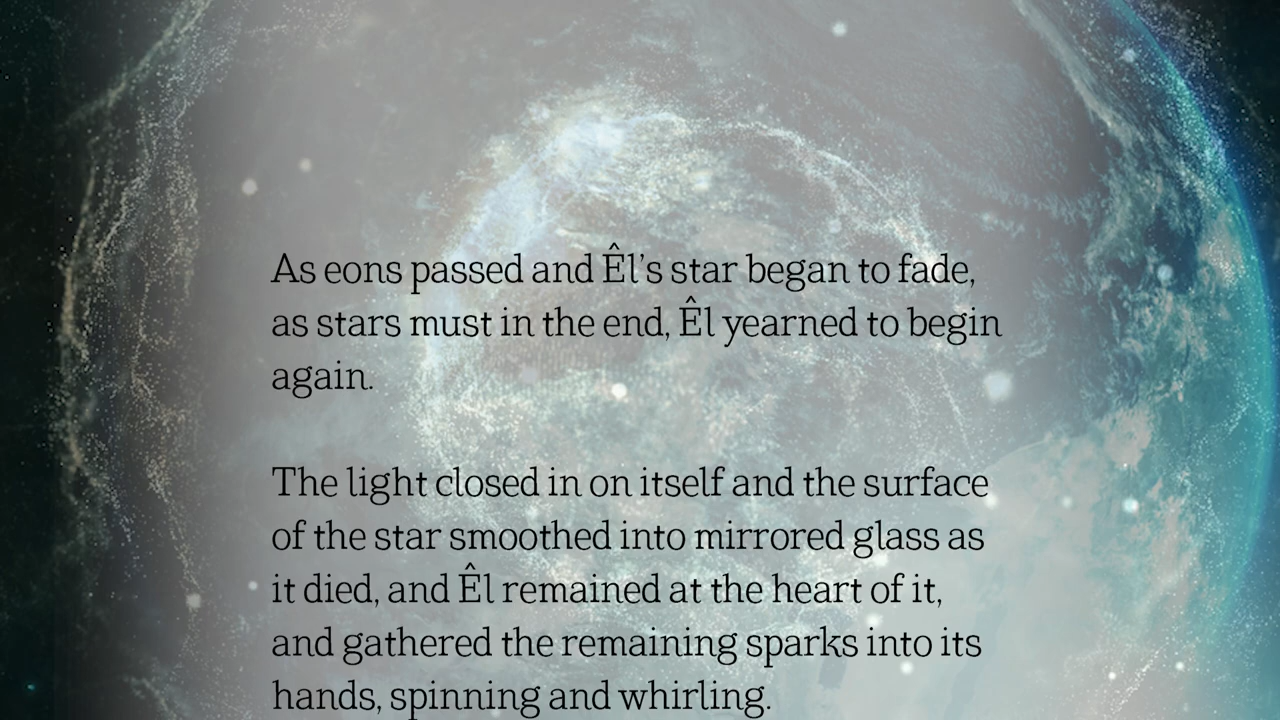 As eons passed and Êl’s star began to fade,
as stars must in the end, Êl yearned to begin
again.
The light closed in on itself and the surface
of the star smoothed into mirrored glass as
it died, and Êl remained at the heart of it,
and gathered the remaining sparks into its
hands, spinning and whirling.